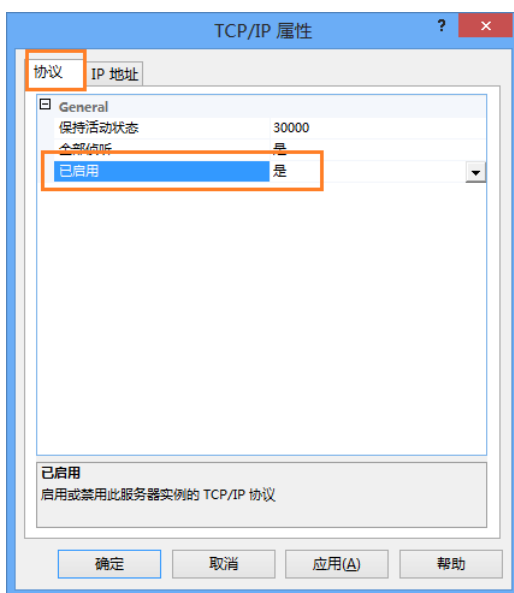 TCP/IP 属性
?
×
协议 IP 地址
General
保持活动状态 30000
全部侦听 是
已启用 是
已启用
启用或禁用此服务器实例的 TCP/IP 协议
确定 取消 应用(A) 帮助